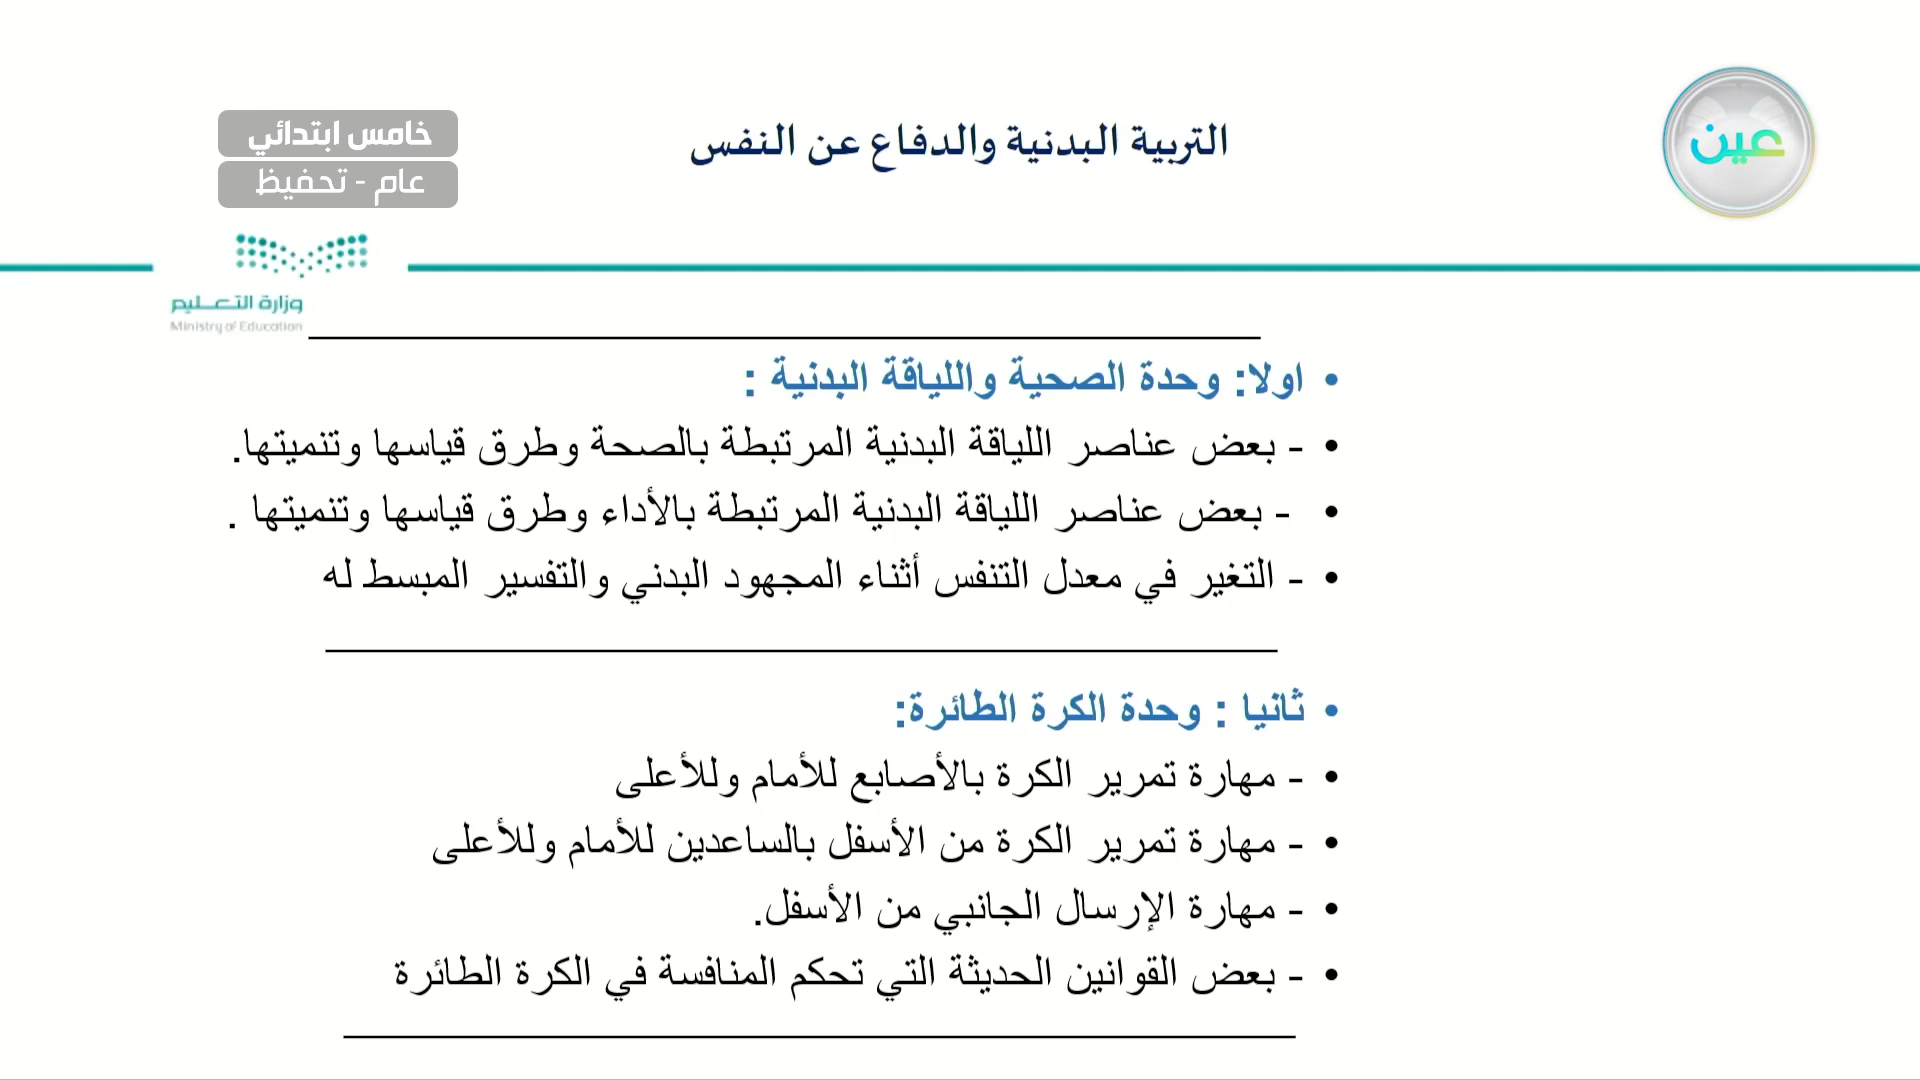 عين
التربية البدنية والدفاع عن النفس
خامس ابتدائي
عام - تحفيظ
وزارة التعليم
Ministry of Education
• اولا: وحدة الصحية واللياقة البدنية :
• - بعض عناصر اللياقة البدنية المرتبطة بالصحة وطرق قياسها وتنميتها.
• - بعض عناصر اللياقة البدنية المرتبطة بالأداء وطرق قياسها وتنميتها .
• - التغير في معدل التنفس أثناء المجهود البدني والتفسير المبسط له
• ثانيا : وحدة الكرة الطائرة:
• - مهارة تمرير الكرة بالأصابع للأمام وللأعلى
• - مهارة تمرير الكرة من الأسفل بالساعدين للأمام وللأعلى
• - مهارة الإرسال الجانبي من الأسفل.
• - بعض القوانين الحديثة التي تحكم المنافسة في الكرة الطائرة